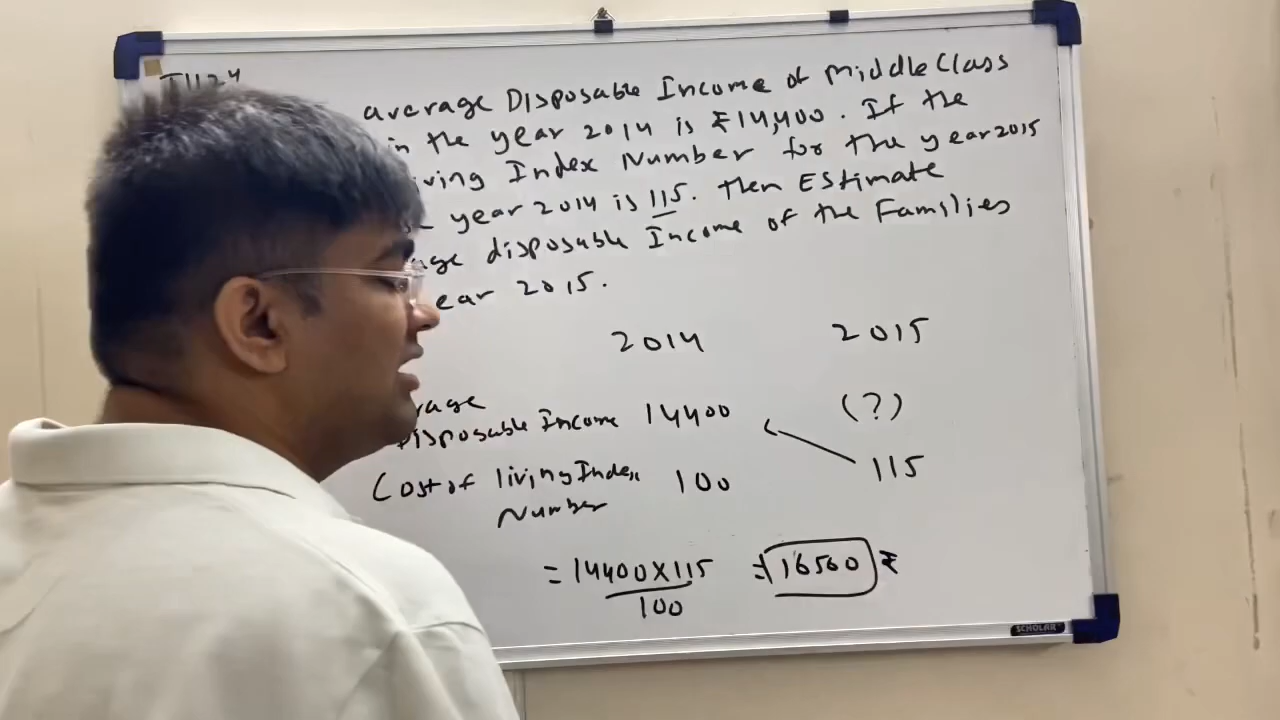 average Disposable Income of Middle Class
in the year 2014 is ₹14,400. If the
Index Number for the year 2015
year 2014 is 115. then Estimate
disposable Income of the Families
2015.
2014 2015
Disposable Income 14400 (?)
Cost of living Index 100 115
Number
= 14400X115 = 16560 ₹
100
SCHOLAR